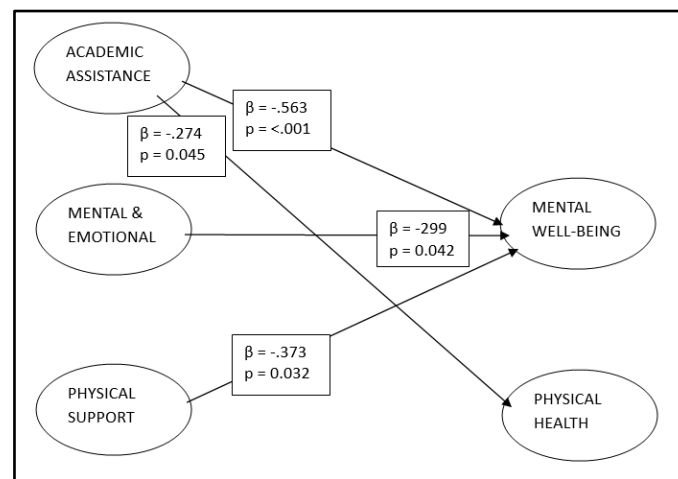 ACADEMIC
ASSISTANCE
β = -.563
p = <.001
β = -.274
p = 0.045
MENTAL &
EMOTIONAL
β = -299
p = 0.042
MENTAL
WELL-BEING
β = -.373
p = 0.032
PHYSICAL
SUPPORT
PHYSICAL
HEALTH